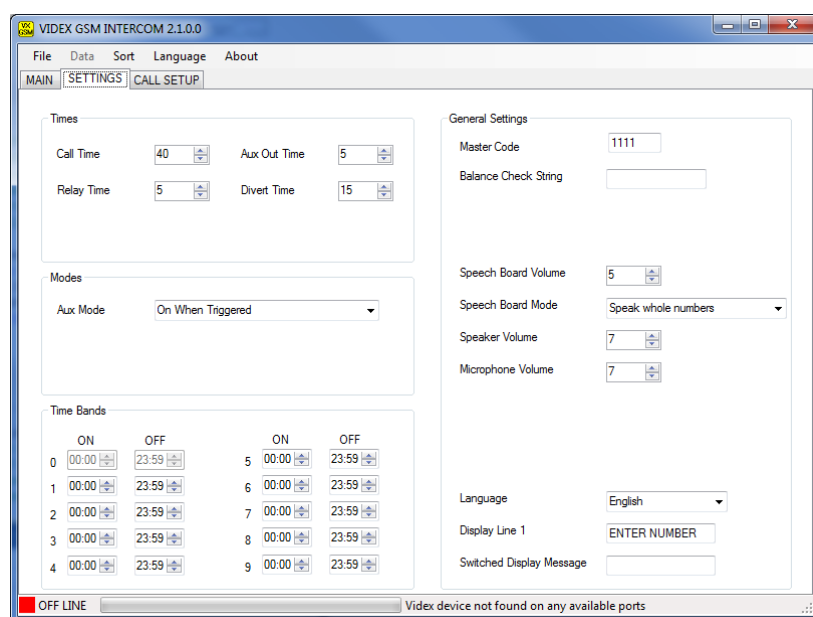 VX GSM VIDEX GSM INTERCOM 2.1.0.0
File Data Sort Language About
MAIN SETTINGS CALL SETUP
Times
Call Time 40 Aux Out Time 5
Relay Time 5 Divert Time 15
Modes
Aux Mode On When Triggered
Time Bands
ON OFF ON OFF
0 00:00 23:59 5 00:00 23:59
1 00:00 23:59 6 00:00 23:59
2 00:00 23:59 7 00:00 23:59
3 00:00 23:59 8 00:00 23:59
4 00:00 23:59 9 00:00 23:59
General Settings
Master Code 1111
Balance Check String
Speech Board Volume 5
Speech Board Mode Speak whole numbers
Speaker Volume 7
Microphone Volume 7
Language English
Display Line 1 ENTER NUMBER
Switched Display Message
OFF LINE Videx device not found on any available ports